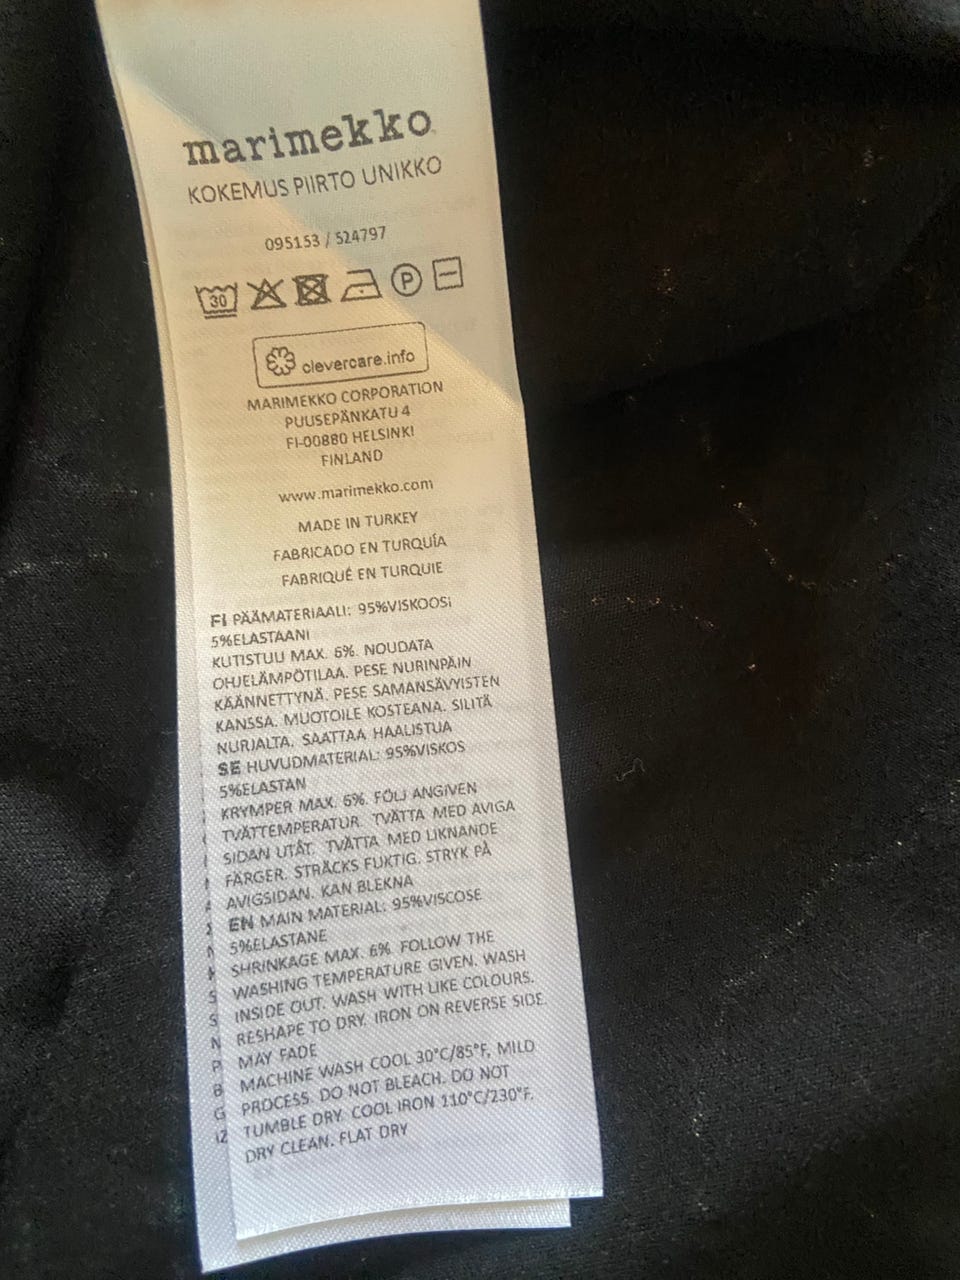 marimekko
KOKEMUS PIIRTO UNIKKO
095153 / 524797
30 P
clevercare.info
MARIMEKKO CORPORATION
PUUSEPÄNKATU 4
FI-00880 HELSINKI
FINLAND
www.marimekko.com
MADE IN TURKEY
FABRICADO EN TURQUÍA
FABRIQUÉ EN TURQUIE
FI PÄÄMATERIAALI: 95%VISKOOSI
5%ELASTAANI
KUTISTUU MAX. 6%. NOUDATA
OHJELÄMPÖTILAA. PESE NURINPÄIN
KÄÄNNETTYNÄ. PESE SAMANSÄVYISTEN
KANSSA. MUOTOILE KOSTEANA. SILITÄ
NURJALTA. SAATTAA HAALISTUA
SE HUVUDMATERIAL: 95%VISKOS
5%ELASTAN
KRYMPER MAX. 6%. FÖLJ ANGIVEN
TVÄTTEMPERATUR. TVÄTTA MED AVIGA
SIDAN UTÅT. TVÄTTA MED LIKNANDE
FÄRGER. STRÄCKS FUKTIG. STRYK PÅ
AVIGSIDAN. KAN BLEKNA
EN MAIN MATERIAL: 95%VISCOSE
5%ELASTANE
SHRINKAGE MAX. 6%. FOLLOW THE
WASHING TEMPERATURE GIVEN. WASH
INSIDE OUT. WASH WITH LIKE COLOURS.
RESHAPE TO DRY. IRON ON REVERSE SIDE.
MAY FADE
MACHINE WASH COOL 30°C/85°F, MILD
PROCESS. DO NOT BLEACH. DO NOT
TUMBLE DRY. COOL IRON 110°C/230°F.
DRY CLEAN. FLAT DRY